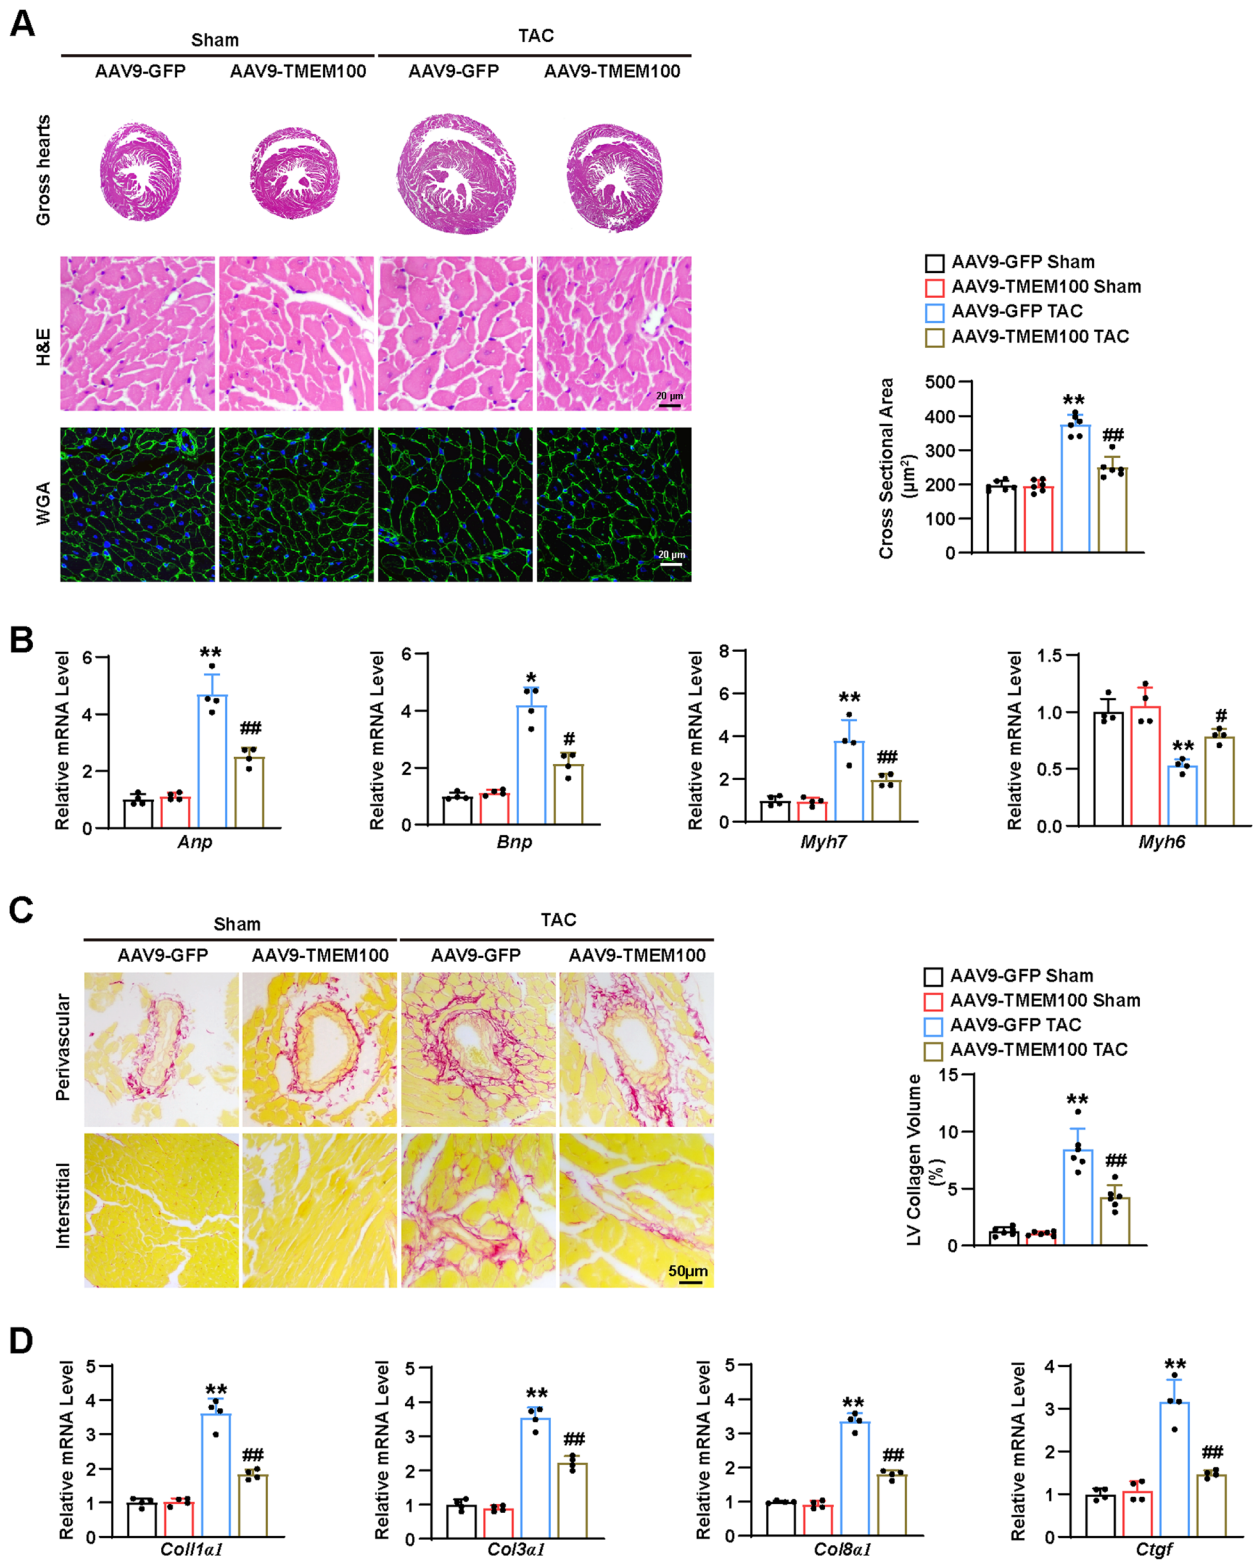 A
Sham
TAC
AAV9-GFP
AAV9-TMEM100
AAV9-GFP
AAV9-TMEM100
Gross hearts
H&E
20 µm
WGA
20 µm
AAV9-GFP Sham
AAV9-TMEM100 Sham
AAV9-GFP TAC
AAV9-TMEM100 TAC
Cross Sectional Area
(µm²)
500
400
300
200
100
0
**
##
B
Relative mRNA Level
6
4
2
0
**
##
Anp
Relative mRNA Level
6
4
2
0
*
#
Bnp
Relative mRNA Level
8
6
4
2
0
**
##
Myh7
Relative mRNA Level
1.5
1.0
0.5
0.0
**
#
Myh6
C
Sham
TAC
AAV9-GFP
AAV9-TMEM100
AAV9-GFP
AAV9-TMEM100
Perivascular
Interstitial
50µm
AAV9-GFP Sham
AAV9-TMEM100 Sham
AAV9-GFP TAC
AAV9-TMEM100 TAC
LV Collagen Volume
(%)
15
10
5
0
**
##
D
Relative mRNA Level
5
4
3
2
1
0
**
##
Coll1α1
Relative mRNA Level
5
4
3
2
1
0
**
##
Col3α1
Relative mRNA Level
5
4
3
2
1
0
**
##
Col8α1
Relative mRNA Level
4
3
2
1
0
**
##
Ctgf